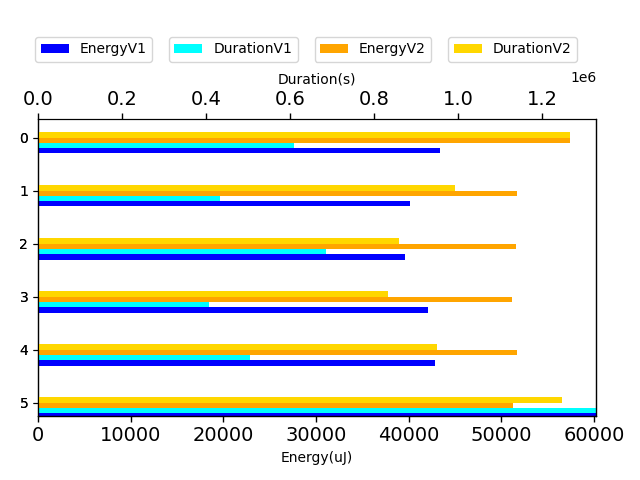 EnergyV1 DurationV1 EnergyV2 DurationV2
Duration(s)
1e6
0.0 0.2 0.4 0.6 0.8 1.0 1.2
0
1
2
3
4
5
0 10000 20000 30000 40000 50000 60000
Energy(uJ)